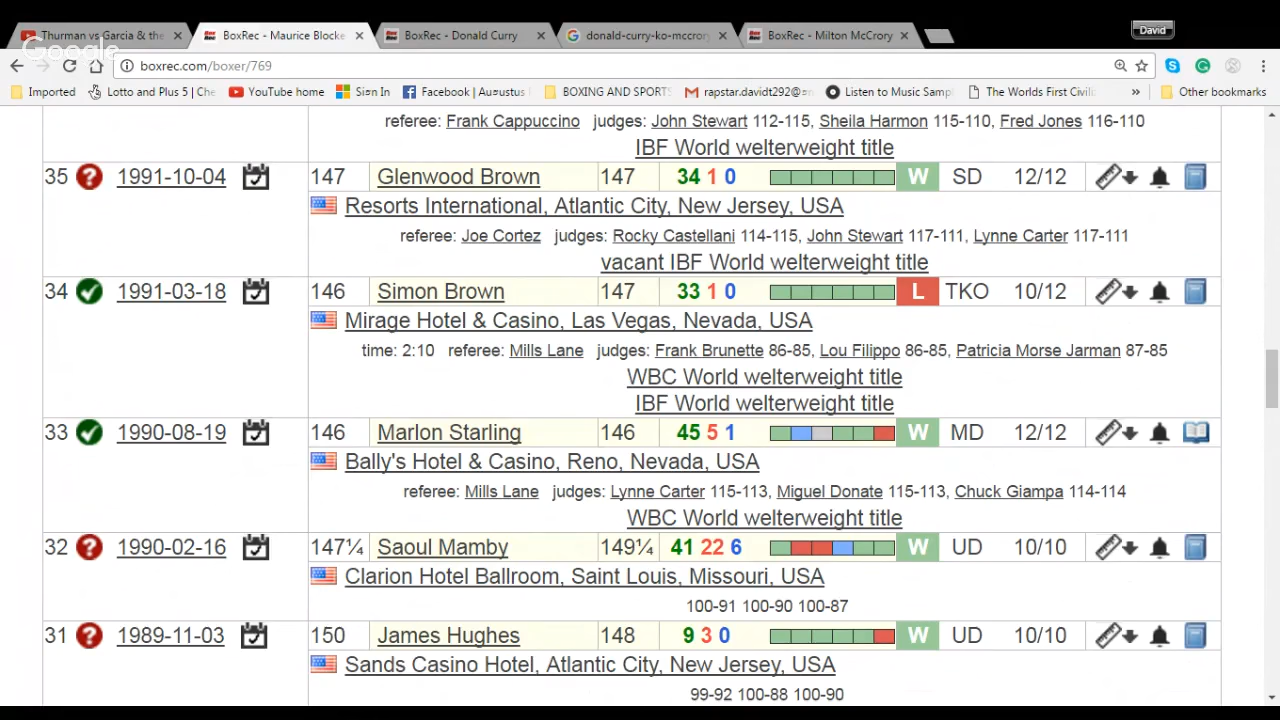 Thurman vs Garcia & the
BoxRec - Maurice Blocke
BoxRec - Donald Curry
donald-curry-ko-mccrory
BoxRec - Milton McCrory
David
Google
boxrec.com/boxer/769
Imported
Lotto and Plus 5 | Che
YouTube home
Sign In
Facebook | Augustus
BOXING AND SPORTS
rapstar.davidt292@
Listen to Music Sampl
The Worlds First Civili
»
Other bookmarks
referee: Frank Cappuccino judges: John Stewart 112-115, Sheila Harmon 115-110, Fred Jones 116-110
IBF World welterweight title
35 ? 1991-10-04 147 Glenwood Brown 147 34 1 0 W SD 12/12
Resorts International, Atlantic City, New Jersey, USA
referee: Joe Cortez judges: Rocky Castellani 114-115, John Stewart 117-111, Lynne Carter 117-111
vacant IBF World welterweight title
34 1991-03-18 146 Simon Brown 147 33 1 0 L TKO 10/12
Mirage Hotel & Casino, Las Vegas, Nevada, USA
time: 2:10 referee: Mills Lane judges: Frank Brunette 86-85, Lou Filippo 86-85, Patricia Morse Jarman 87-85
WBC World welterweight title
IBF World welterweight title
33 1990-08-19 146 Marlon Starling 146 45 5 1 W MD 12/12
Bally's Hotel & Casino, Reno, Nevada, USA
referee: Mills Lane judges: Lynne Carter 115-113, Miguel Donate 115-113, Chuck Giampa 114-114
WBC World welterweight title
32 ? 1990-02-16 147¼ Saoul Mamby 149¼ 41 22 6 W UD 10/10
Clarion Hotel Ballroom, Saint Louis, Missouri, USA
100-91 100-90 100-87
31 ? 1989-11-03 150 James Hughes 148 9 3 0 W UD 10/10
Sands Casino Hotel, Atlantic City, New Jersey, USA
99-92 100-88 100-90